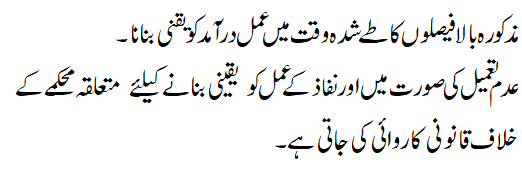 مذکورہ بالا فیصلوں کا طے شدہ وقت میں عمل درآمد کو یقنی بنانا ۔
عدم تعمیل کی صورت میں اور نفاذ کے عمل کو یقینی بنانے کیلئے متعلقہ محکمے کے
خلاف قانونی کاروائی کی جاتی ہے۔